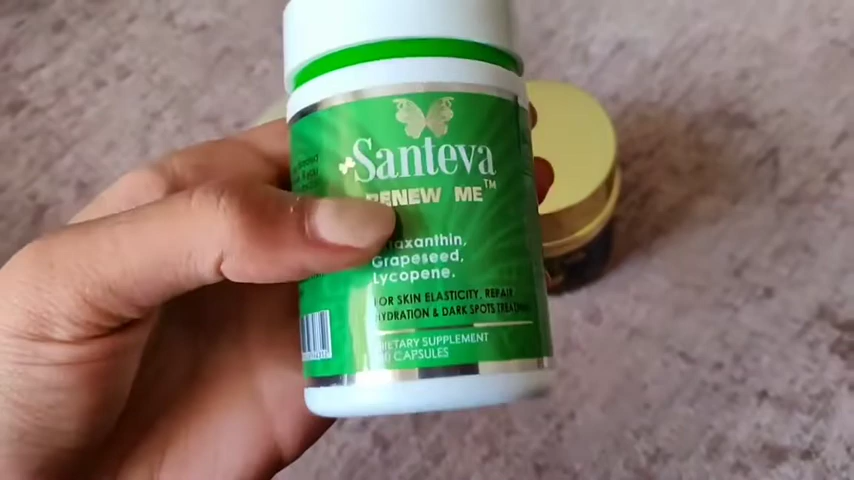 Santeva
RENEW ME™
Grapeseed,
Lycopene.
FOR SKIN ELASTICITY, REPAIR
HYDRATION & DARK SPOTS TREATMENT
DIETARY SUPPLEMENT
CAPSULES